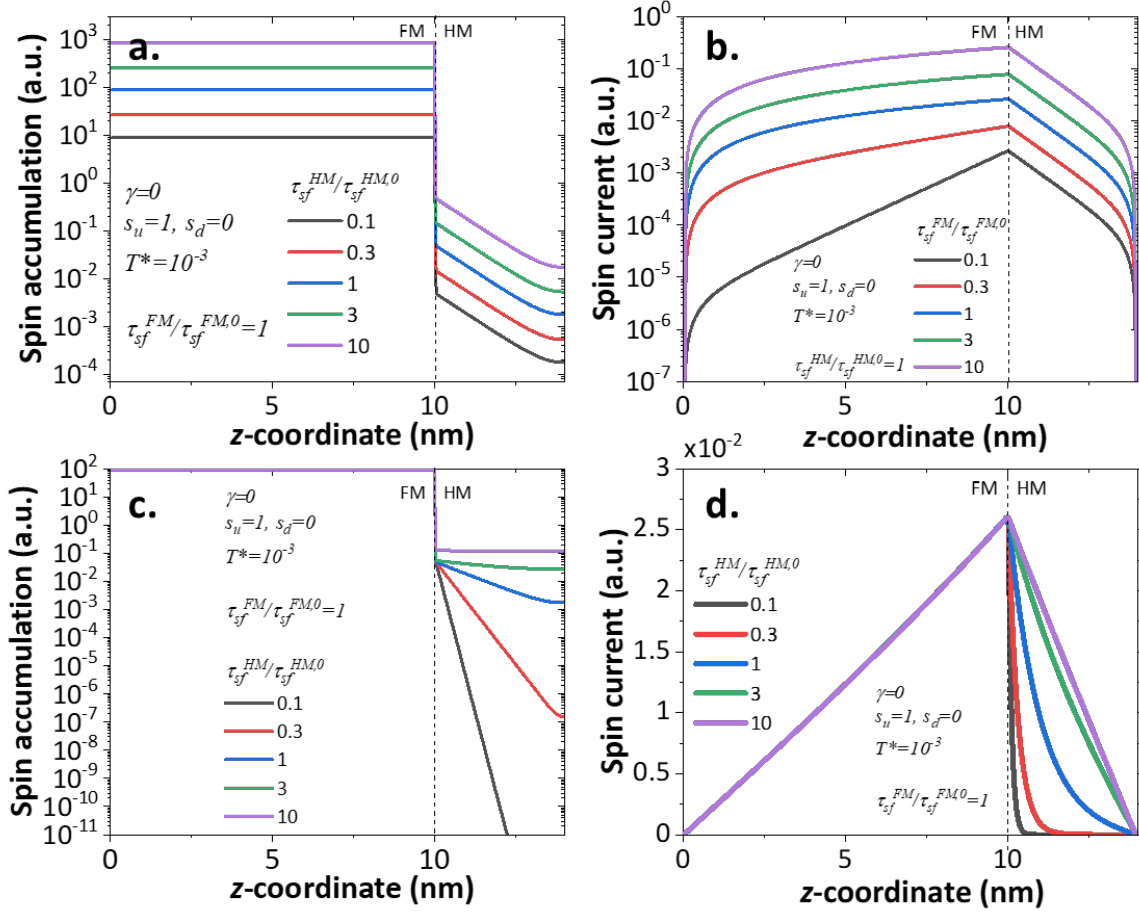 a.
FM HM
Spin accumulation (a.u.)
10^3
10^2
10^1
10^0
10^-1
10^-2
10^-3
10^-4
γ=0
s_u=1, s_d=0
T*=10^-3
τ_sf^FM/τ_sf^FM,0=1
τ_sf^HM/τ_sf^HM,0
0.1
0.3
1
3
10
0 5 10
z-coordinate (nm)
b.
FM HM
Spin current (a.u.)
10^0
10^-1
10^-2
10^-3
10^-4
10^-5
10^-6
10^-7
γ=0
s_u=1, s_d=0
T*=10^-3
τ_sf^HM/τ_sf^HM,0=1
τ_sf^FM/τ_sf^FM,0
0.1
0.3
1
3
10
0 5 10
z-coordinate (nm)
c.
FM HM
Spin accumulation (a.u.)
10^2
10^1
10^0
10^-1
10^-2
10^-3
10^-4
10^-5
10^-6
10^-7
10^-8
10^-9
10^-10
10^-11
γ=0
s_u=1, s_d=0
T*=10^-3
τ_sf^FM/τ_sf^FM,0=1
τ_sf^HM/τ_sf^HM,0
0.1
0.3
1
3
10
0 5 10
z-coordinate (nm)
x10^-2
d.
FM HM
Spin current (a.u.)
3
2.5
2
1.5
1
0.5
0
τ_sf^HM/τ_sf^HM,0
0.1
0.3
1
3
10
γ=0
s_u=1, s_d=0
T*=10^-3
τ_sf^FM/τ_sf^FM,0=1
0 5 10
z-coordinate (nm)